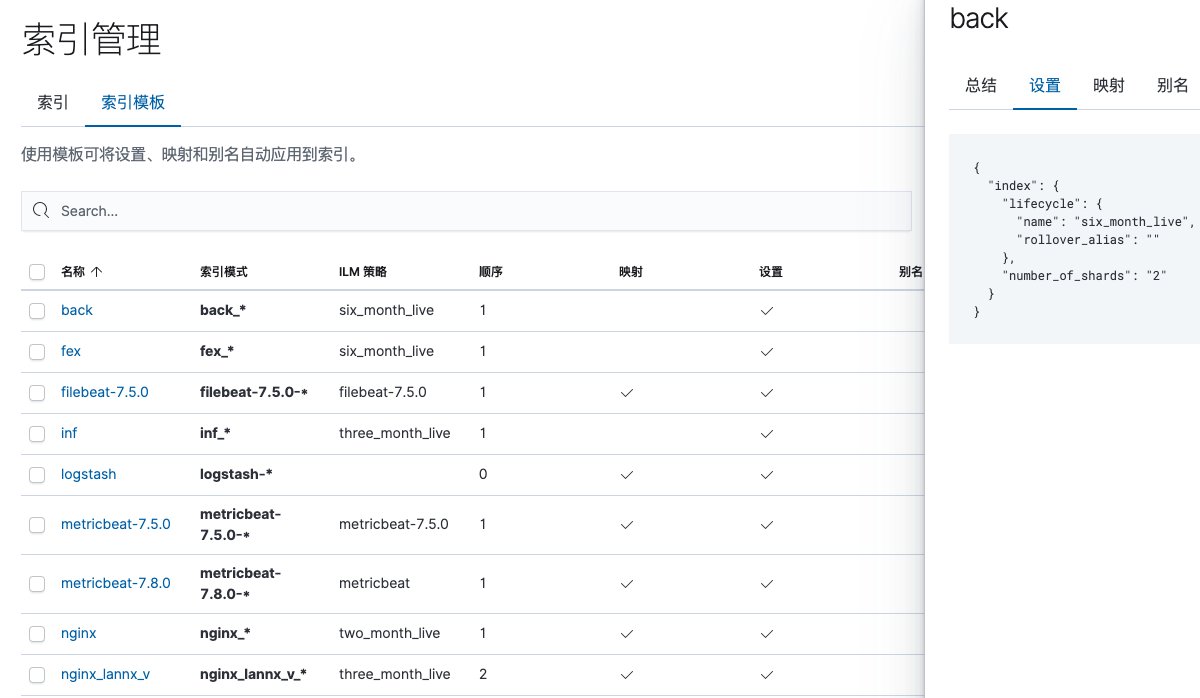 索引管理
索引
索引模板
使用模板可将设置、映射和别名自动应用到索引。
Search...
名称 索引模式 ILM 策略 顺序 映射 设置 别名
back back_* six_month_live 1
fex fex_* six_month_live 1
filebeat-7.5.0 filebeat-7.5.0-* filebeat-7.5.0 1
inf inf_* three_month_live 1
logstash logstash-* 0
metricbeat-7.5.0 metricbeat-7.5.0-* metricbeat-7.5.0 1
metricbeat-7.8.0 metricbeat-7.8.0-* metricbeat 1
nginx nginx_* two_month_live 1
nginx_lannx_v nginx_lannx_v_* three_month_live 2
back
总结 设置 映射 别名
{
"index": {
"lifecycle": {
"name": "six_month_live",
"rollover_alias": ""
},
"number_of_shards": "2"
}
}